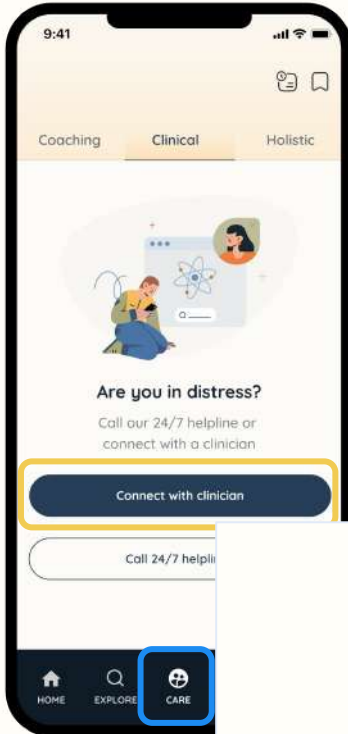 9:41
Coaching Clinical Holistic
Are you in distress?
Call our 24/7 helpline or
connect with a clinician
Connect with clinician
Call 24/7
HOME EXPLORE CARE